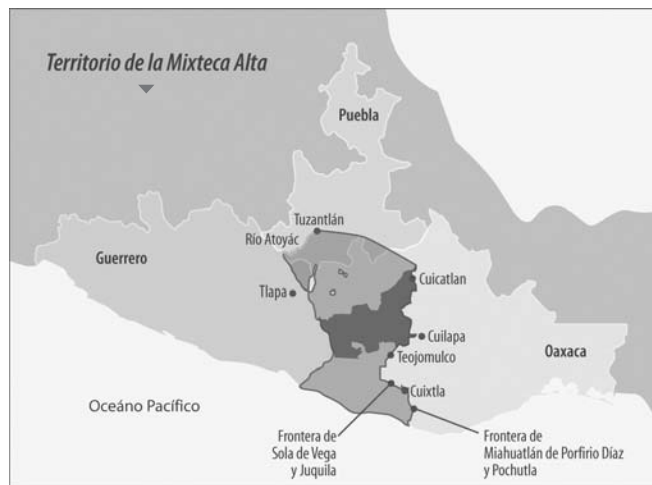 Territorio de la Mixteca Alta
Puebla
Tuzantlán
Río Atoyác
Guerrero
Cuicatlan
Tlapa
Cuilapa
Teojomulco
Oaxaca
Cuixtla
Oceáno Pacífico
Frontera de
Sola de Vega
y Juquila
Frontera de
Miahuatlán de Porfirio Díaz
y Pochutla